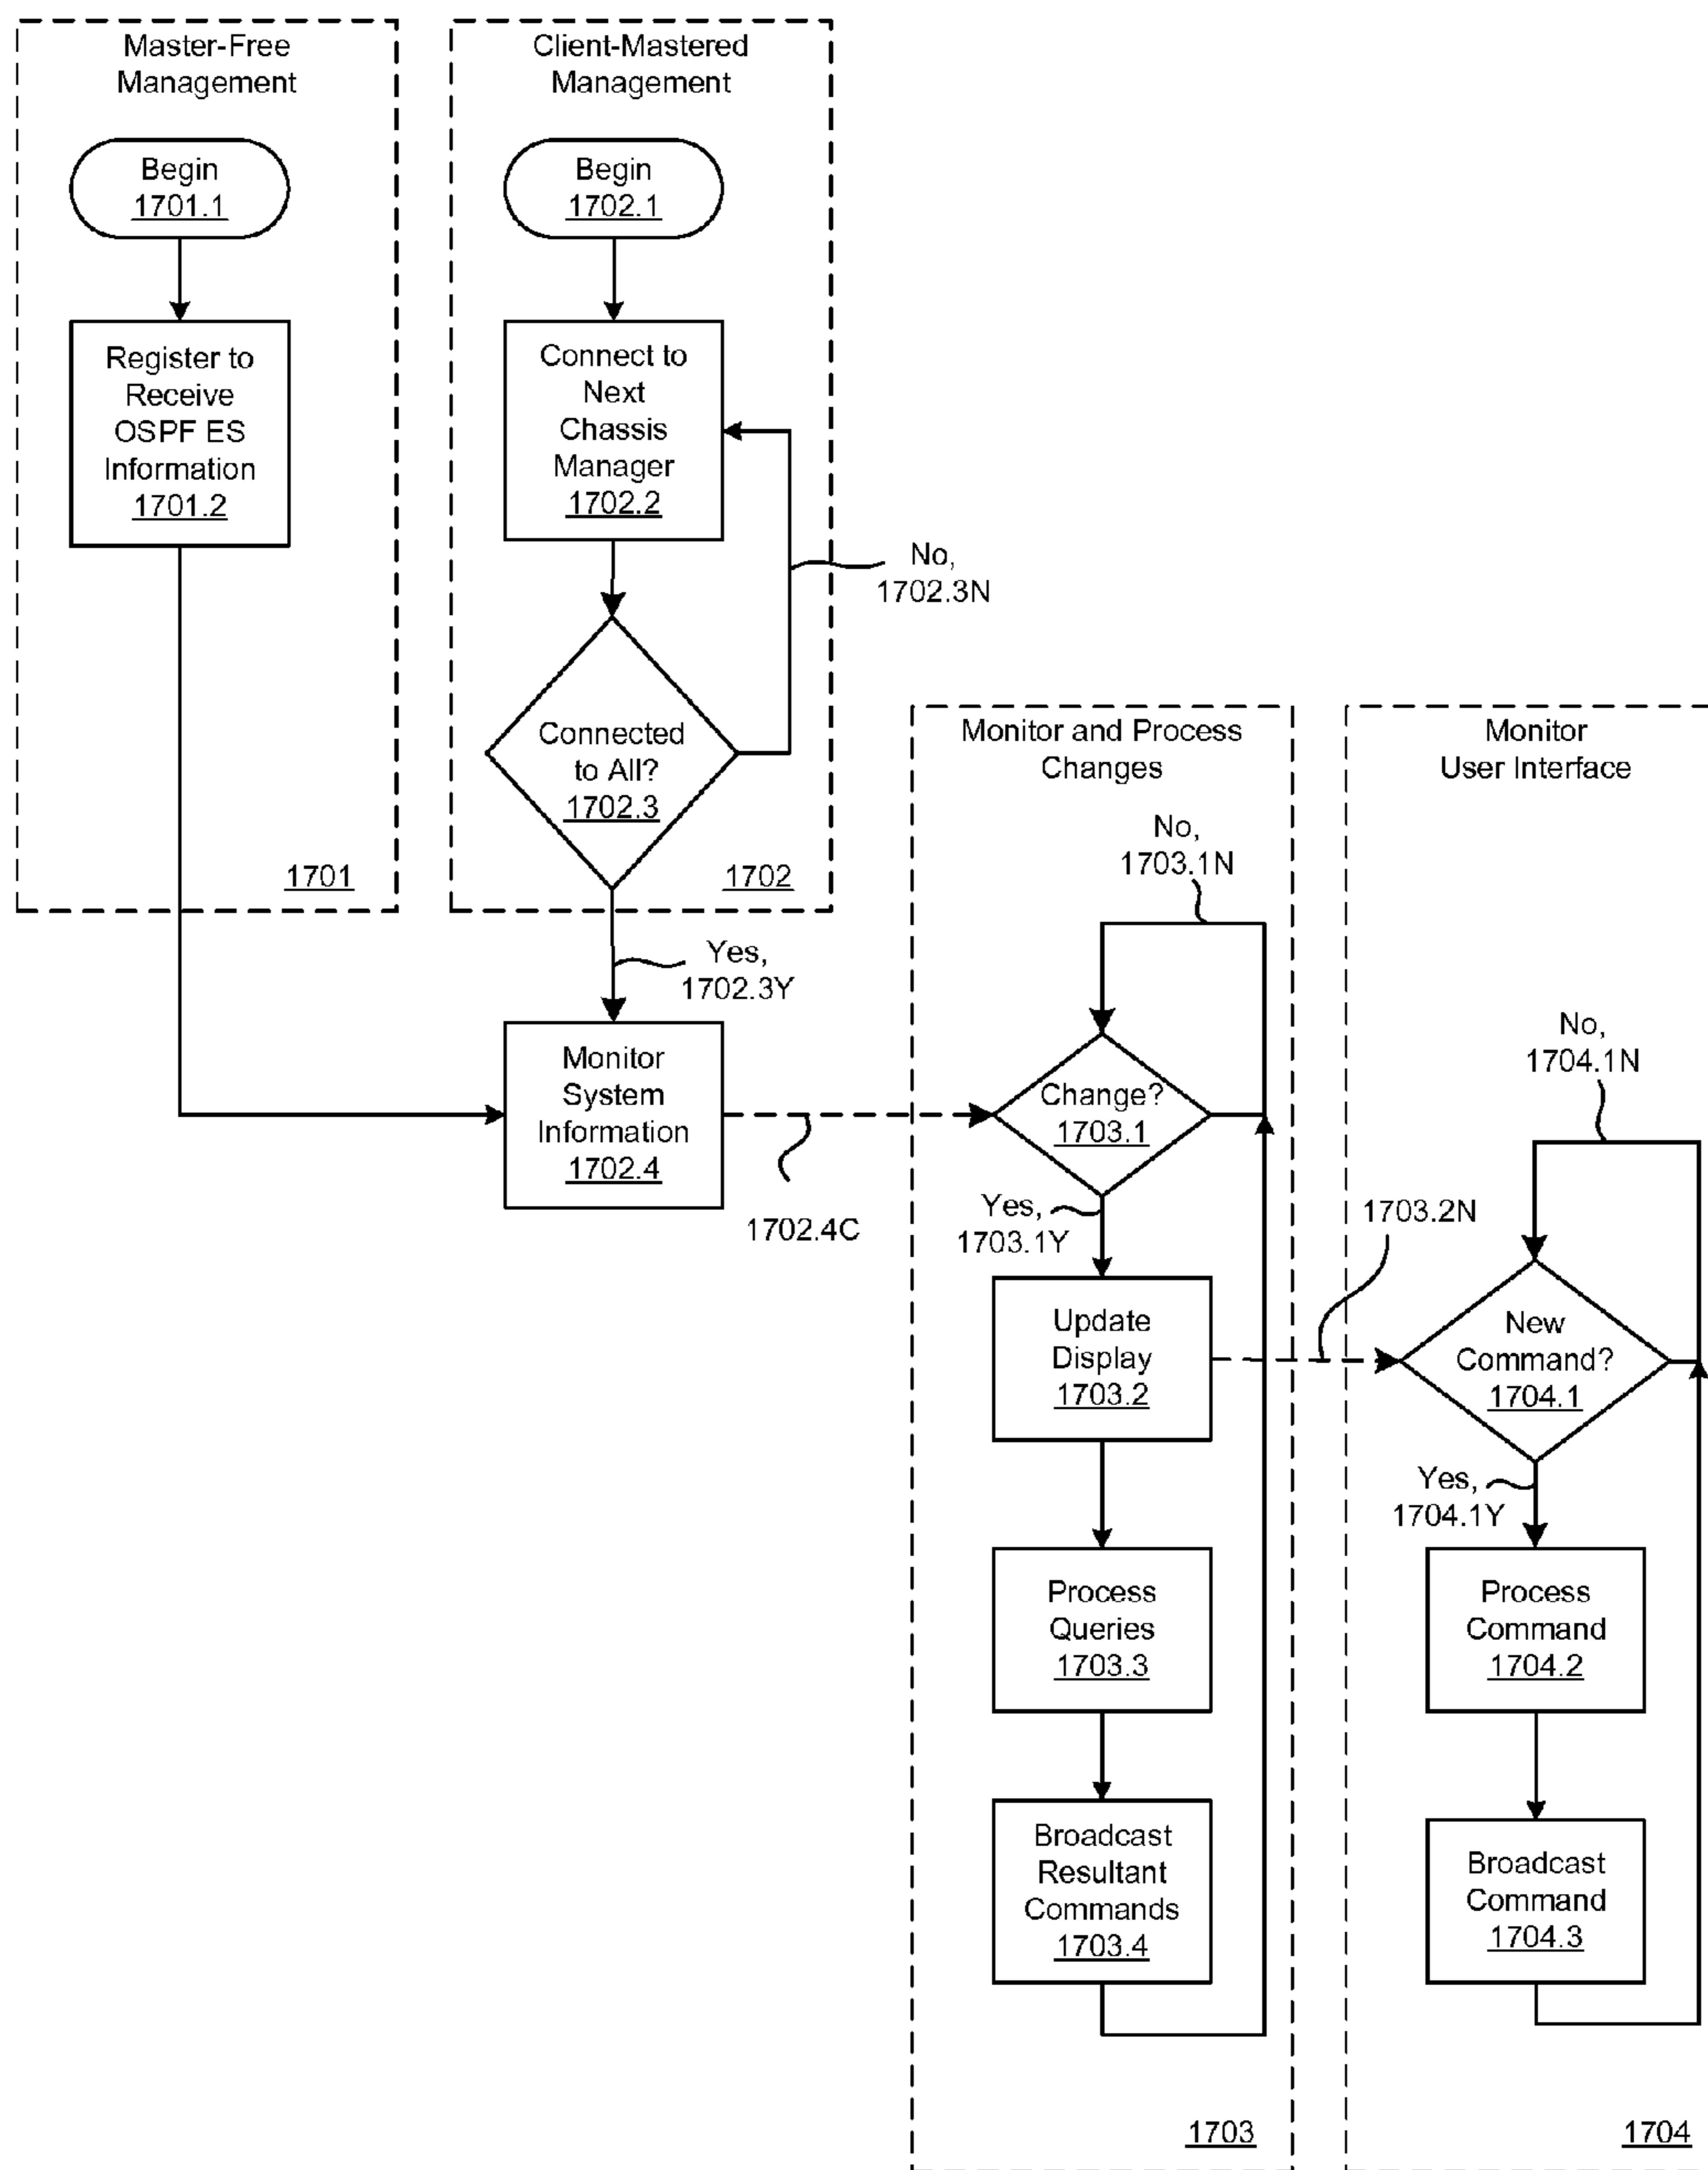 Master-Free
Management
Begin
1701.1
Register to
Receive
OSPF ES
Information
1701.2
1701
Client-Mastered
Management
Begin
1702.1
Connect to
Next
Chassis
Manager
1702.2
No,
1702.3N
Connected
to All?
1702.3
1702
Yes,
1702.3Y
Monitor
System
Information
1702.4
1702.4C
Monitor and Process
Changes
No,
1703.1N
Change?
1703.1
Yes,
1703.1Y
Update
Display
1703.2
1703.2N
Process
Queries
1703.3
Broadcast
Resultant
Commands
1703.4
1703
Monitor
User Interface
No,
1704.1N
New
Command?
1704.1
Yes,
1704.1Y
Process
Command
1704.2
Broadcast
Command
1704.3
1704